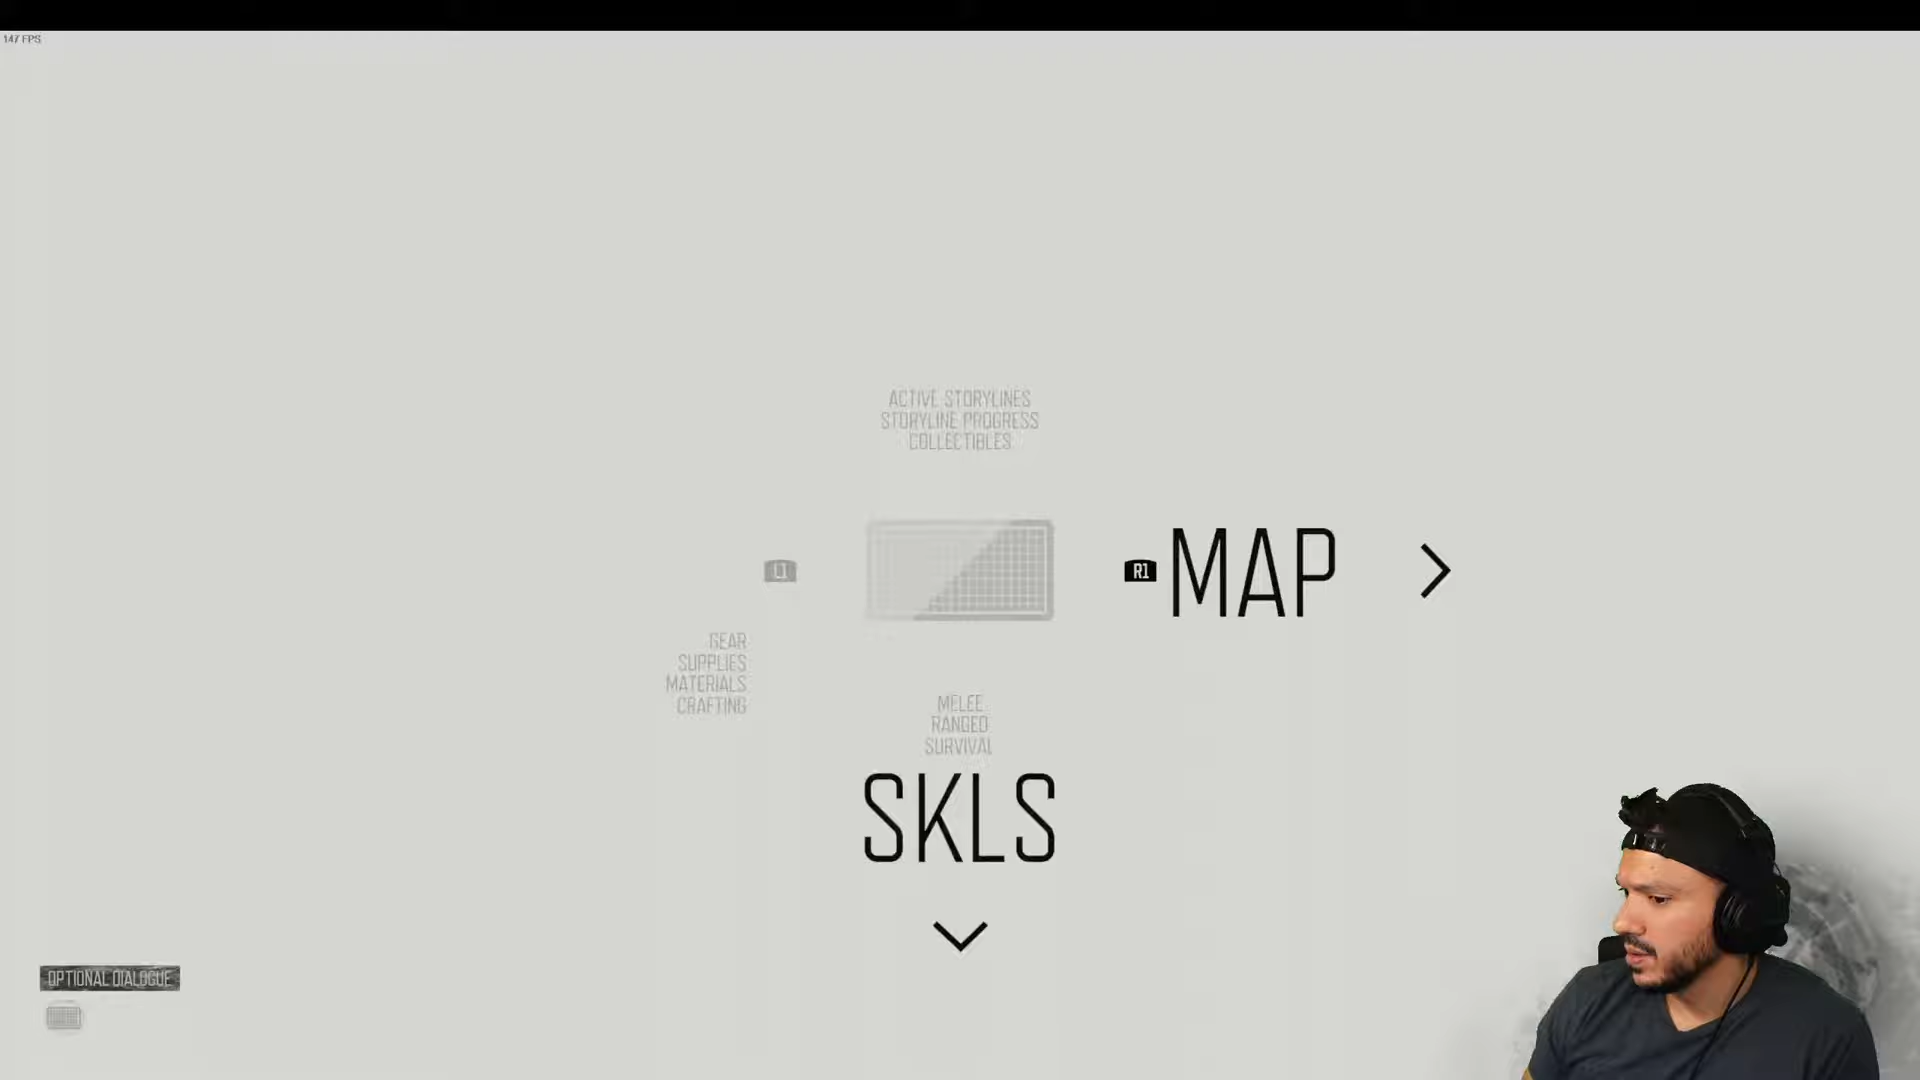 147 FPS
ACTIVE STORYLINES
STORYLINE PROGRESS
COLLECTIBLES
L1
R1
MAP
GEAR
SUPPLIES
MATERIALS
CRAFTING
MELEE
RANGED
SURVIVAL
SKLS
OPTIONAL DIALOGUE